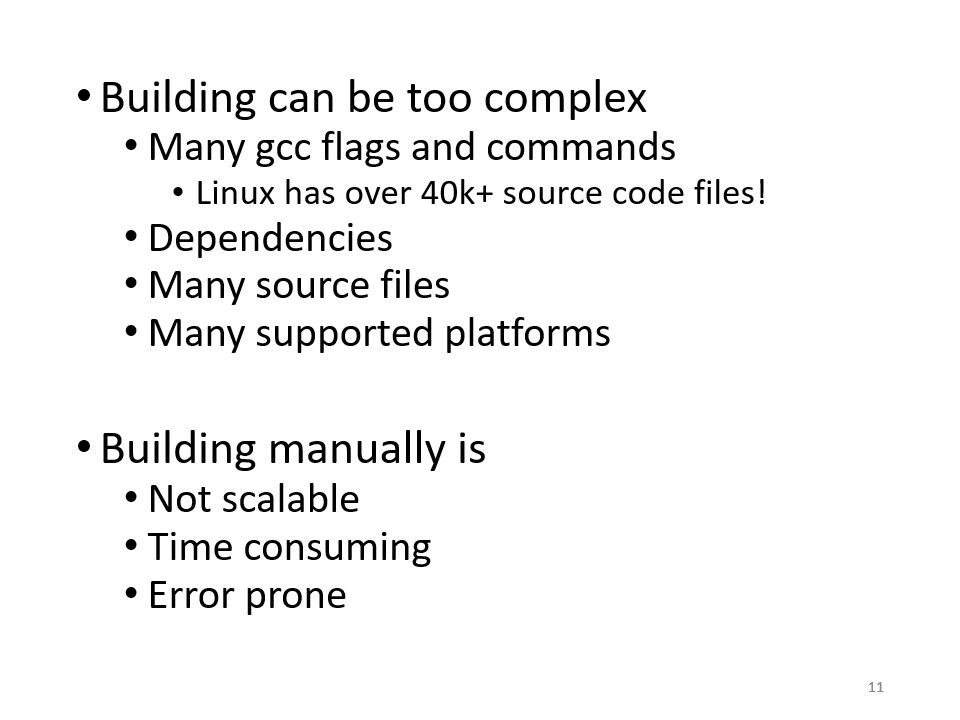 • Building can be too complex
• Many gcc flags and commands
• Linux has over 40k+ source code files!
• Dependencies
• Many source files
• Many supported platforms
• Building manually is
• Not scalable
• Time consuming
• Error prone
11